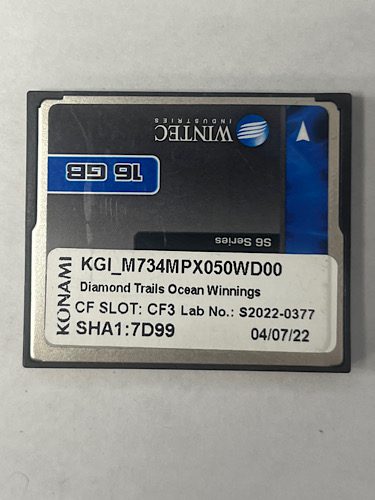 WINTEC
INDUSTRIES
16 GB
S6 Series
KONAMI
KGI_M734MPX050WD00
Diamond Trails Ocean Winnings
CF SLOT: CF3 Lab No.: S2022-0377
SHA1:7D99 04/07/22